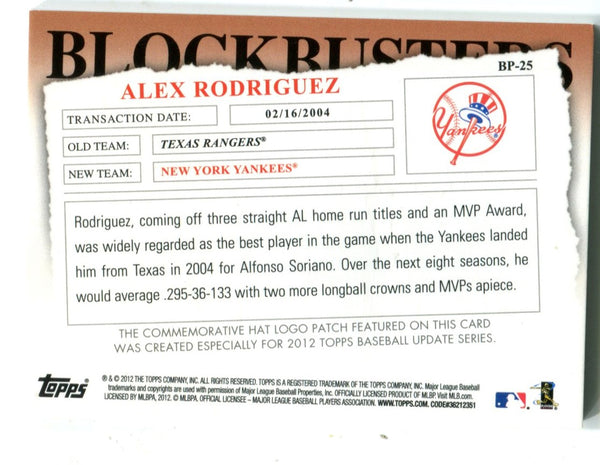 BLOCKBUSTERS
BP-25
ALEX RODRIGUEZ
TRANSACTION DATE: 02/16/2004
OLD TEAM: TEXAS RANGERS®
NEW TEAM: NEW YORK YANKEES®
Yankees
Rodriguez, coming off three straight AL home run titles and an MVP Award,
was widely regarded as the best player in the game when the Yankees landed
him from Texas in 2004 for Alfonso Soriano. Over the next eight seasons, he
would average .295-36-133 with two more longball crowns and MVPs apiece.
THE COMMEMORATIVE HAT LOGO PATCH FEATURED ON THIS CARD
WAS CREATED ESPECIALLY FOR 2012 TOPPS BASEBALL UPDATE SERIES.
Topps
® & © 2012 THE TOPPS COMPANY, INC. ALL RIGHTS RESERVED. TOPPS IS A REGISTERED TRADEMARK OF THE TOPPS COMPANY, INC. Major League Baseball
trademarks and copyrights are used with permission of Major League Baseball Properties, Inc. OFFICIALLY LICENSED PRODUCT OF MLBP. Visit MLB.com.
LICENSED BY MLBPA, 2012. © MLBPA. OFFICIAL LICENSEE – MAJOR LEAGUE BASEBALL PLAYERS ASSOCIATION. WWW.TOPPS.COM. CODE#36212351